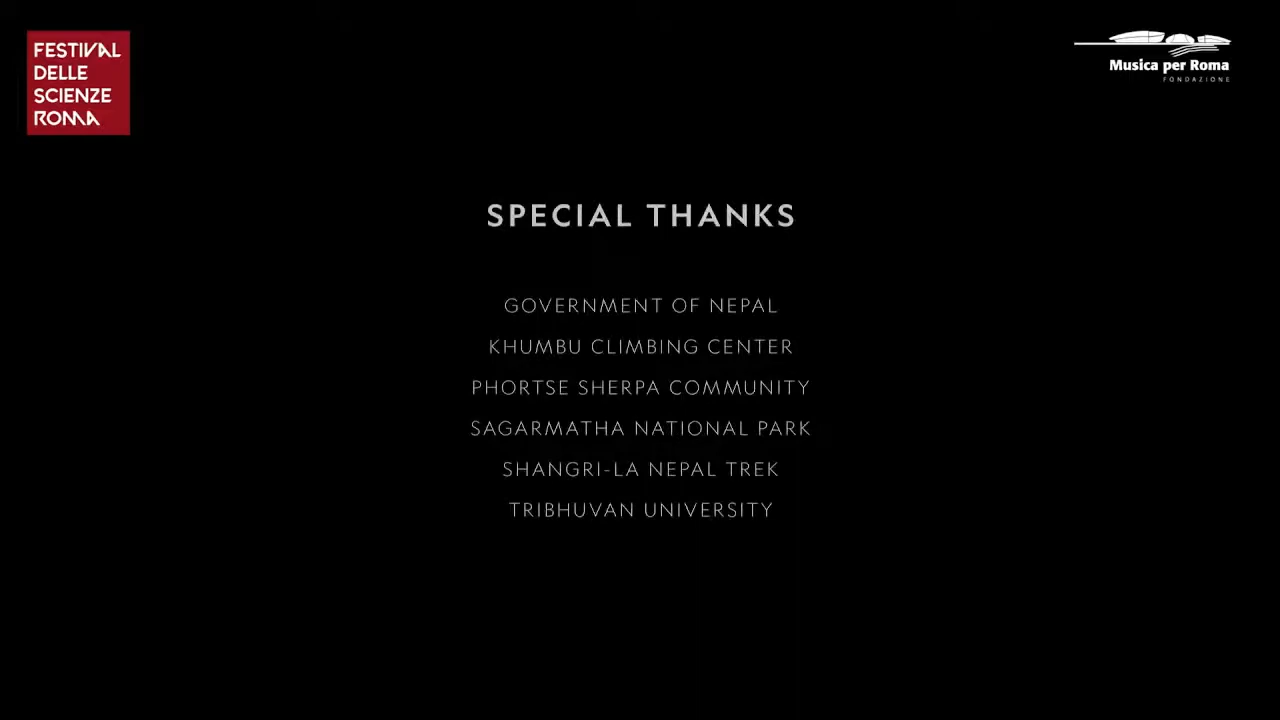 FESTIVAL
DELLE
SCIENZE
ROMA
Musica per Roma
FONDAZIONE
SPECIAL THANKS
GOVERNMENT OF NEPAL
KHUMBU CLIMBING CENTER
PHORTSE SHERPA COMMUNITY
SAGARMATHA NATIONAL PARK
SHANGRI-LA NEPAL TREK
TRIBHUVAN UNIVERSITY